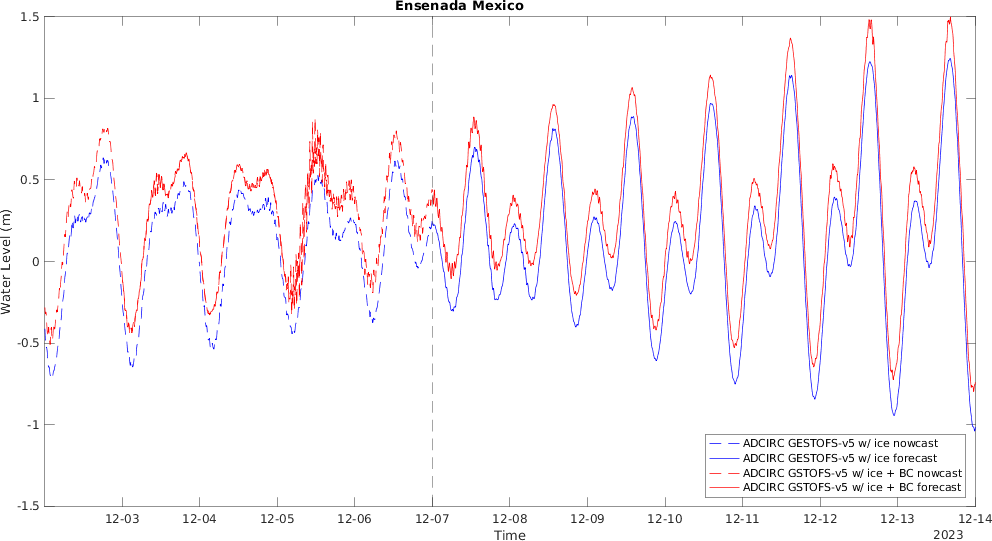 Ensenada Mexico
1.5
1
0.5
0
-0.5
-1
-1.5
Water Level (m)
ADCIRC GESTOFS-v5 w/ ice nowcast
ADCIRC GESTOFS-v5 w/ ice forecast
ADCIRC GSTOFS-v5 w/ ice + BC nowcast
ADCIRC GSTOFS-v5 w/ ice + BC forecast
12-03 12-04 12-05 12-06 12-07 12-08 12-09 12-10 12-11 12-12 12-13 12-14
Time
2023